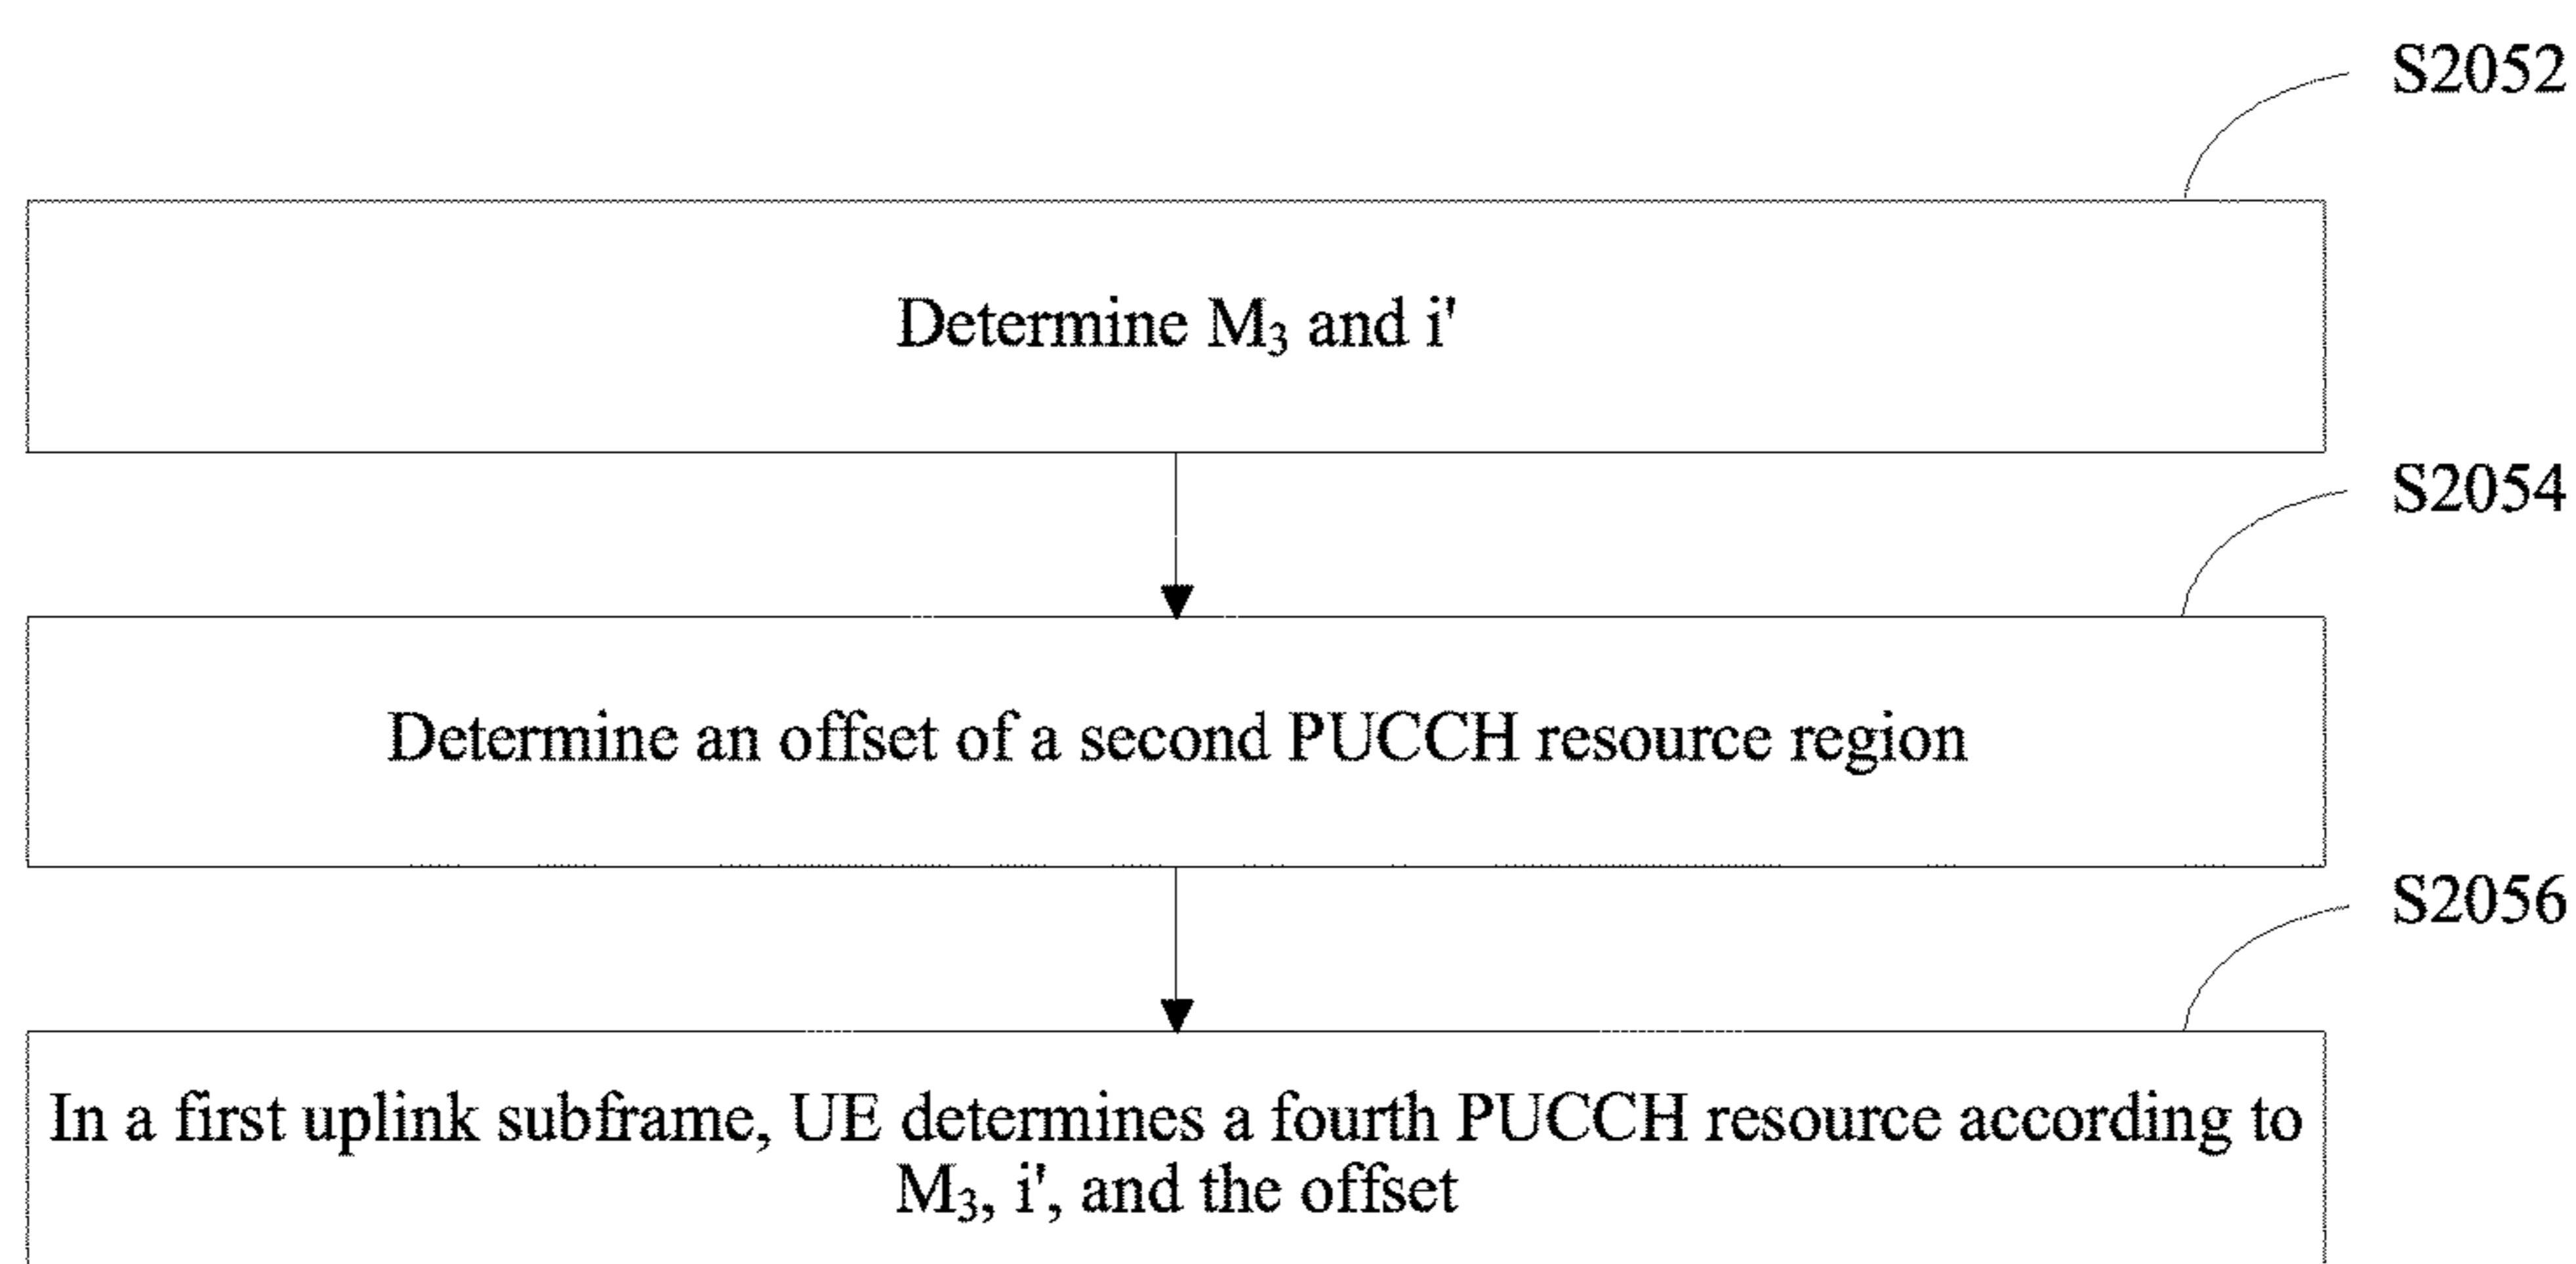 S2052
Determine M₃ and i'
S2054
Determine an offset of a second PUCCH resource region
S2056
In a first uplink subframe, UE determines a fourth PUCCH resource according to
M₃, i', and the offset